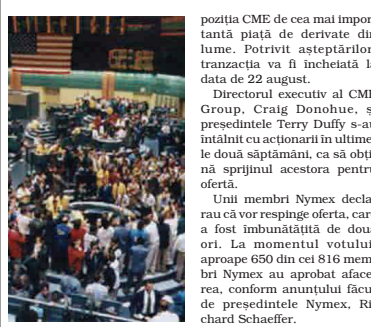 poziția CME de cea mai impor-
tantă piață de derivate din
lume. Potrivit așteptărilor,
tranzacția va fi încheiată la
data de 22 august.
Directorul executiv al CME
Group, Craig Donohue, și
președintele Terry Duffy s-au
întâlnit cu acționarii în ultime-
le două săptămâni, ca să obți-
nă sprijinul acestora pentru
ofertă.
Unii membri Nymex decla-
rau că vor respinge oferta, care
a fost îmbunătățită de două
ori. La momentul votului,
aproape 650 din cei 816 mem-
bri Nymex au aprobat aface-
rea, conform anunțului făcut
de președintele Nymex, Ri-
chard Schaeffer.